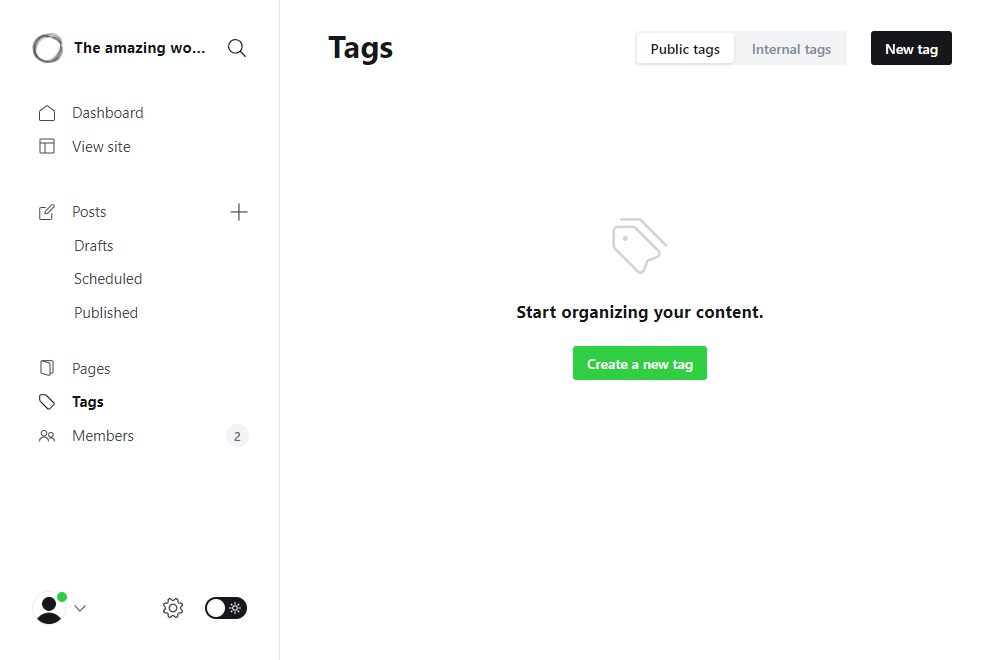 The amazing wo...
Dashboard
View site
Posts
Drafts
Scheduled
Published
Pages
Tags
Members 2
Tags
Public tags Internal tags New tag
Start organizing your content.
Create a new tag